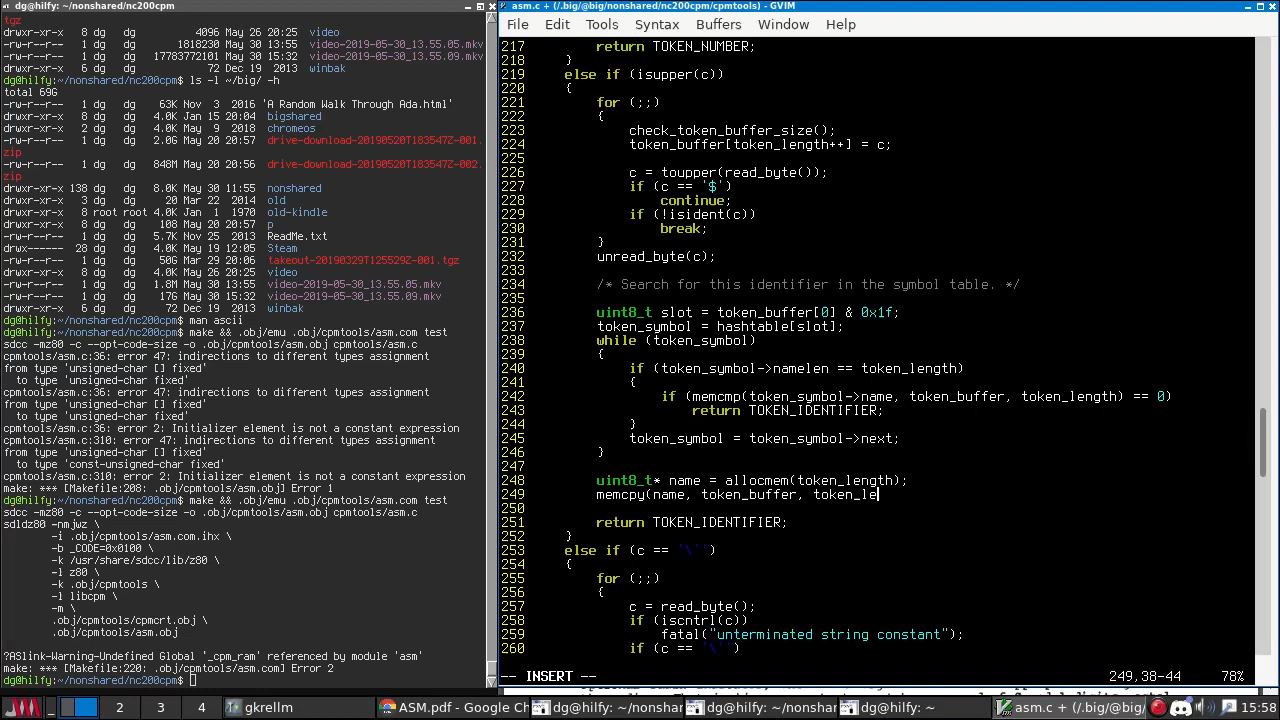 dg@hilfy: ~/nonshared/nc200cpm
tgz
drwxr-xr-x 8 dg dg 4096 May 26 20:25 video
-rw-r--r-- 1 dg dg 1818230 May 30 13:55 video-2019-05-30_13.55.05.mkv
-rw-r--r-- 1 dg dg 17783772101 May 30 15:32 video-2019-05-30_13.55.09.mkv
drwxr-xr-x 6 dg dg 72 Dec 19 2013 winbak
dg@hilfy:~/nonshared/nc200cpm$ ls -l ~/big/ -h
total 69G
-rw-r--r-- 1 dg dg 63K Nov 3 2016 'A Random Walk Through Ada.html'
drwxr-xr-x 8 dg dg 4.0K Jan 15 20:04 bigshared
drwxr-xr-x 2 dg dg 4.0K May 9 2018 chromeos
-rw-r--r-- 1 dg dg 2.0G May 20 20:57 drive-download-20190520T183547Z-001.
zip
-rw-r--r-- 1 dg dg 848M May 20 20:56 drive-download-20190520T183547Z-002.
zip
drwxr-xr-x 138 dg dg 8.0K May 30 11:55 nonshared
drwxr-xr-x 3 dg dg 20 Mar 22 2014 old
drwxr-xr-x 8 root root 4.0K Jan 1 1970 old-kindle
drwxr-xr-x 8 dg dg 108 May 20 20:57 p
-rw-r--r-- 1 dg dg 5.7K Nov 25 2013 ReadMe.txt
drwx------ 28 dg dg 4.0K May 19 12:05 Steam
-rw-r--r-- 1 dg dg 50G Mar 29 20:06 takeout-20190329T125529Z-001.tgz
drwxr-xr-x 8 dg dg 4.0K May 26 20:25 video
-rw-r--r-- 1 dg dg 1.8M May 30 13:55 video-2019-05-30_13.55.05.mkv
-rw-r--r-- 1 dg dg 17G May 30 15:32 video-2019-05-30_13.55.09.mkv
drwxr-xr-x 6 dg dg 72 Dec 19 2013 winbak
dg@hilfy:~/nonshared/nc200cpm$ man ascii
dg@hilfy:~/nonshared/nc200cpm$ make && .obj/emu .obj/cpmtools/asm.com test
sdcc -mz80 -c --opt-code-size -o .obj/cpmtools/asm.obj cpmtools/asm.c
cpmtools/asm.c:36: error 47: indirections to different types assignment
from type 'unsigned-char [] fixed'
to type 'unsigned-char fixed'
cpmtools/asm.c:36: error 47: indirections to different types assignment
from type 'unsigned-char [] fixed'
to type 'unsigned-char fixed'
cpmtools/asm.c:36: error 2: Initializer element is not a constant expression
cpmtools/asm.c:310: error 47: indirections to different types assignment
from type 'unsigned-char [] fixed'
to type 'const-unsigned-char fixed'
cpmtools/asm.c:310: error 2: Initializer element is not a constant expression
make: *** [Makefile:208: .obj/cpmtools/asm.obj] Error 1
dg@hilfy:~/nonshared/nc200cpm$ make && .obj/emu .obj/cpmtools/asm.com test
sdcc -mz80 -c --opt-code-size -o .obj/cpmtools/asm.obj cpmtools/asm.c
sdldz80 -nmjwz \
-i .obj/cpmtools/asm.com.ihx \
-b _CODE=0x0100 \
-k /usr/share/sdcc/lib/z80 \
-l z80 \
-k .obj/cpmtools \
-l libcpm \
-m \
.obj/cpmtools/cpmcrt.obj \
.obj/cpmtools/asm.obj

?ASlink-Warning-Undefined Global '_cpm_ram' referenced by module 'asm'
make: *** [Makefile:220: .obj/cpmtools/asm.com] Error 2
dg@hilfy:~/nonshared/nc200cpm$
asm.c + (/.big/@/big/nonshared/nc200cpm/cpmtools) - GVIM
File Edit Tools Syntax Buffers Window Help
217 return TOKEN_NUMBER;
218 }
219 else if (isupper(c))
220 {
221 for (;;)
222 {
223 check_token_buffer_size();
224 token_buffer[token_length++] = c;
225
226 c = toupper(read_byte());
227 if (c == '$')
228 continue;
229 if (!isident(c))
230 break;
231 }
232 unread_byte(c);
233
234 /* Search for this identifier in the symbol table. */
235
236 uint8_t slot = token_buffer[0] & 0x1f;
237 token_symbol = hashtable[slot];
238 while (token_symbol)
239 {
240 if (token_symbol->namelen == token_length)
241 {
242 if (memcmp(token_symbol->name, token_buffer, token_length) == 0)
243 return TOKEN_IDENTIFIER;
244 }
245 token_symbol = token_symbol->next;
246 }
247
248 uint8_t* name = allocmem(token_length);
249 memcpy(name, token_buffer, token_le
250
251 return TOKEN_IDENTIFIER;
252 }
253 else if (c == '\'')
254 {
255 for (;;)
256 {
257 c = read_byte();
258 if (iscntrl(c))
259 fatal("unterminated string constant");
260 if (c == '\'')
-- INSERT -- 249,38-44 78%
2 3 4 gkrellm ASM.pdf - Google Ch dg@hilfy: ~/nonsha dg@hilfy: ~/nonsha dg@hilfy: ~ asm.c + (/.big/@/big/ 15:58